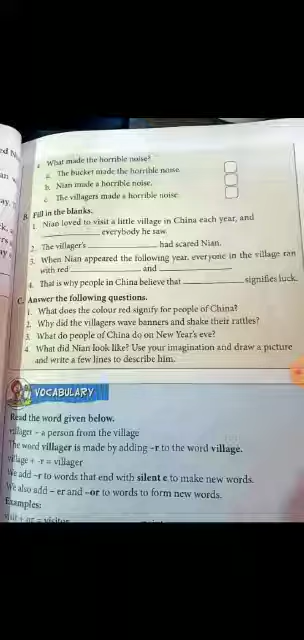 What made the horrible noise?
a. The bucket made the horrible noise.
b. Nian made a horrible noise.
c. The villagers made a horrible noise.
B. Fill in the blanks.
1. Nian loved to visit a little village in China each year, and
____________ everybody he saw.
2. The villager's ____________ had scared Nian.
3. When Nian appeared the following year, everyone in the village ran
with red ____________ and ____________.
4. That is why people in China believe that ____________ signifies luck.
C. Answer the following questions.
1. What does the colour red signify for people of China?
2. Why did the villagers wave banners and shake their rattles?
3. What do people of China do on New Year's eve?
4. What did Nian look like? Use your imagination and draw a picture
and write a few lines to describe him.
VOCABULARY
Read the word given below.
villager – a person from the village
The word villager is made by adding –r to the word village.
village + -r = villager
We add –r to words that end with silent e to make new words.
We also add – er and –or to words to form new words.
Examples:
visit + or = visitor